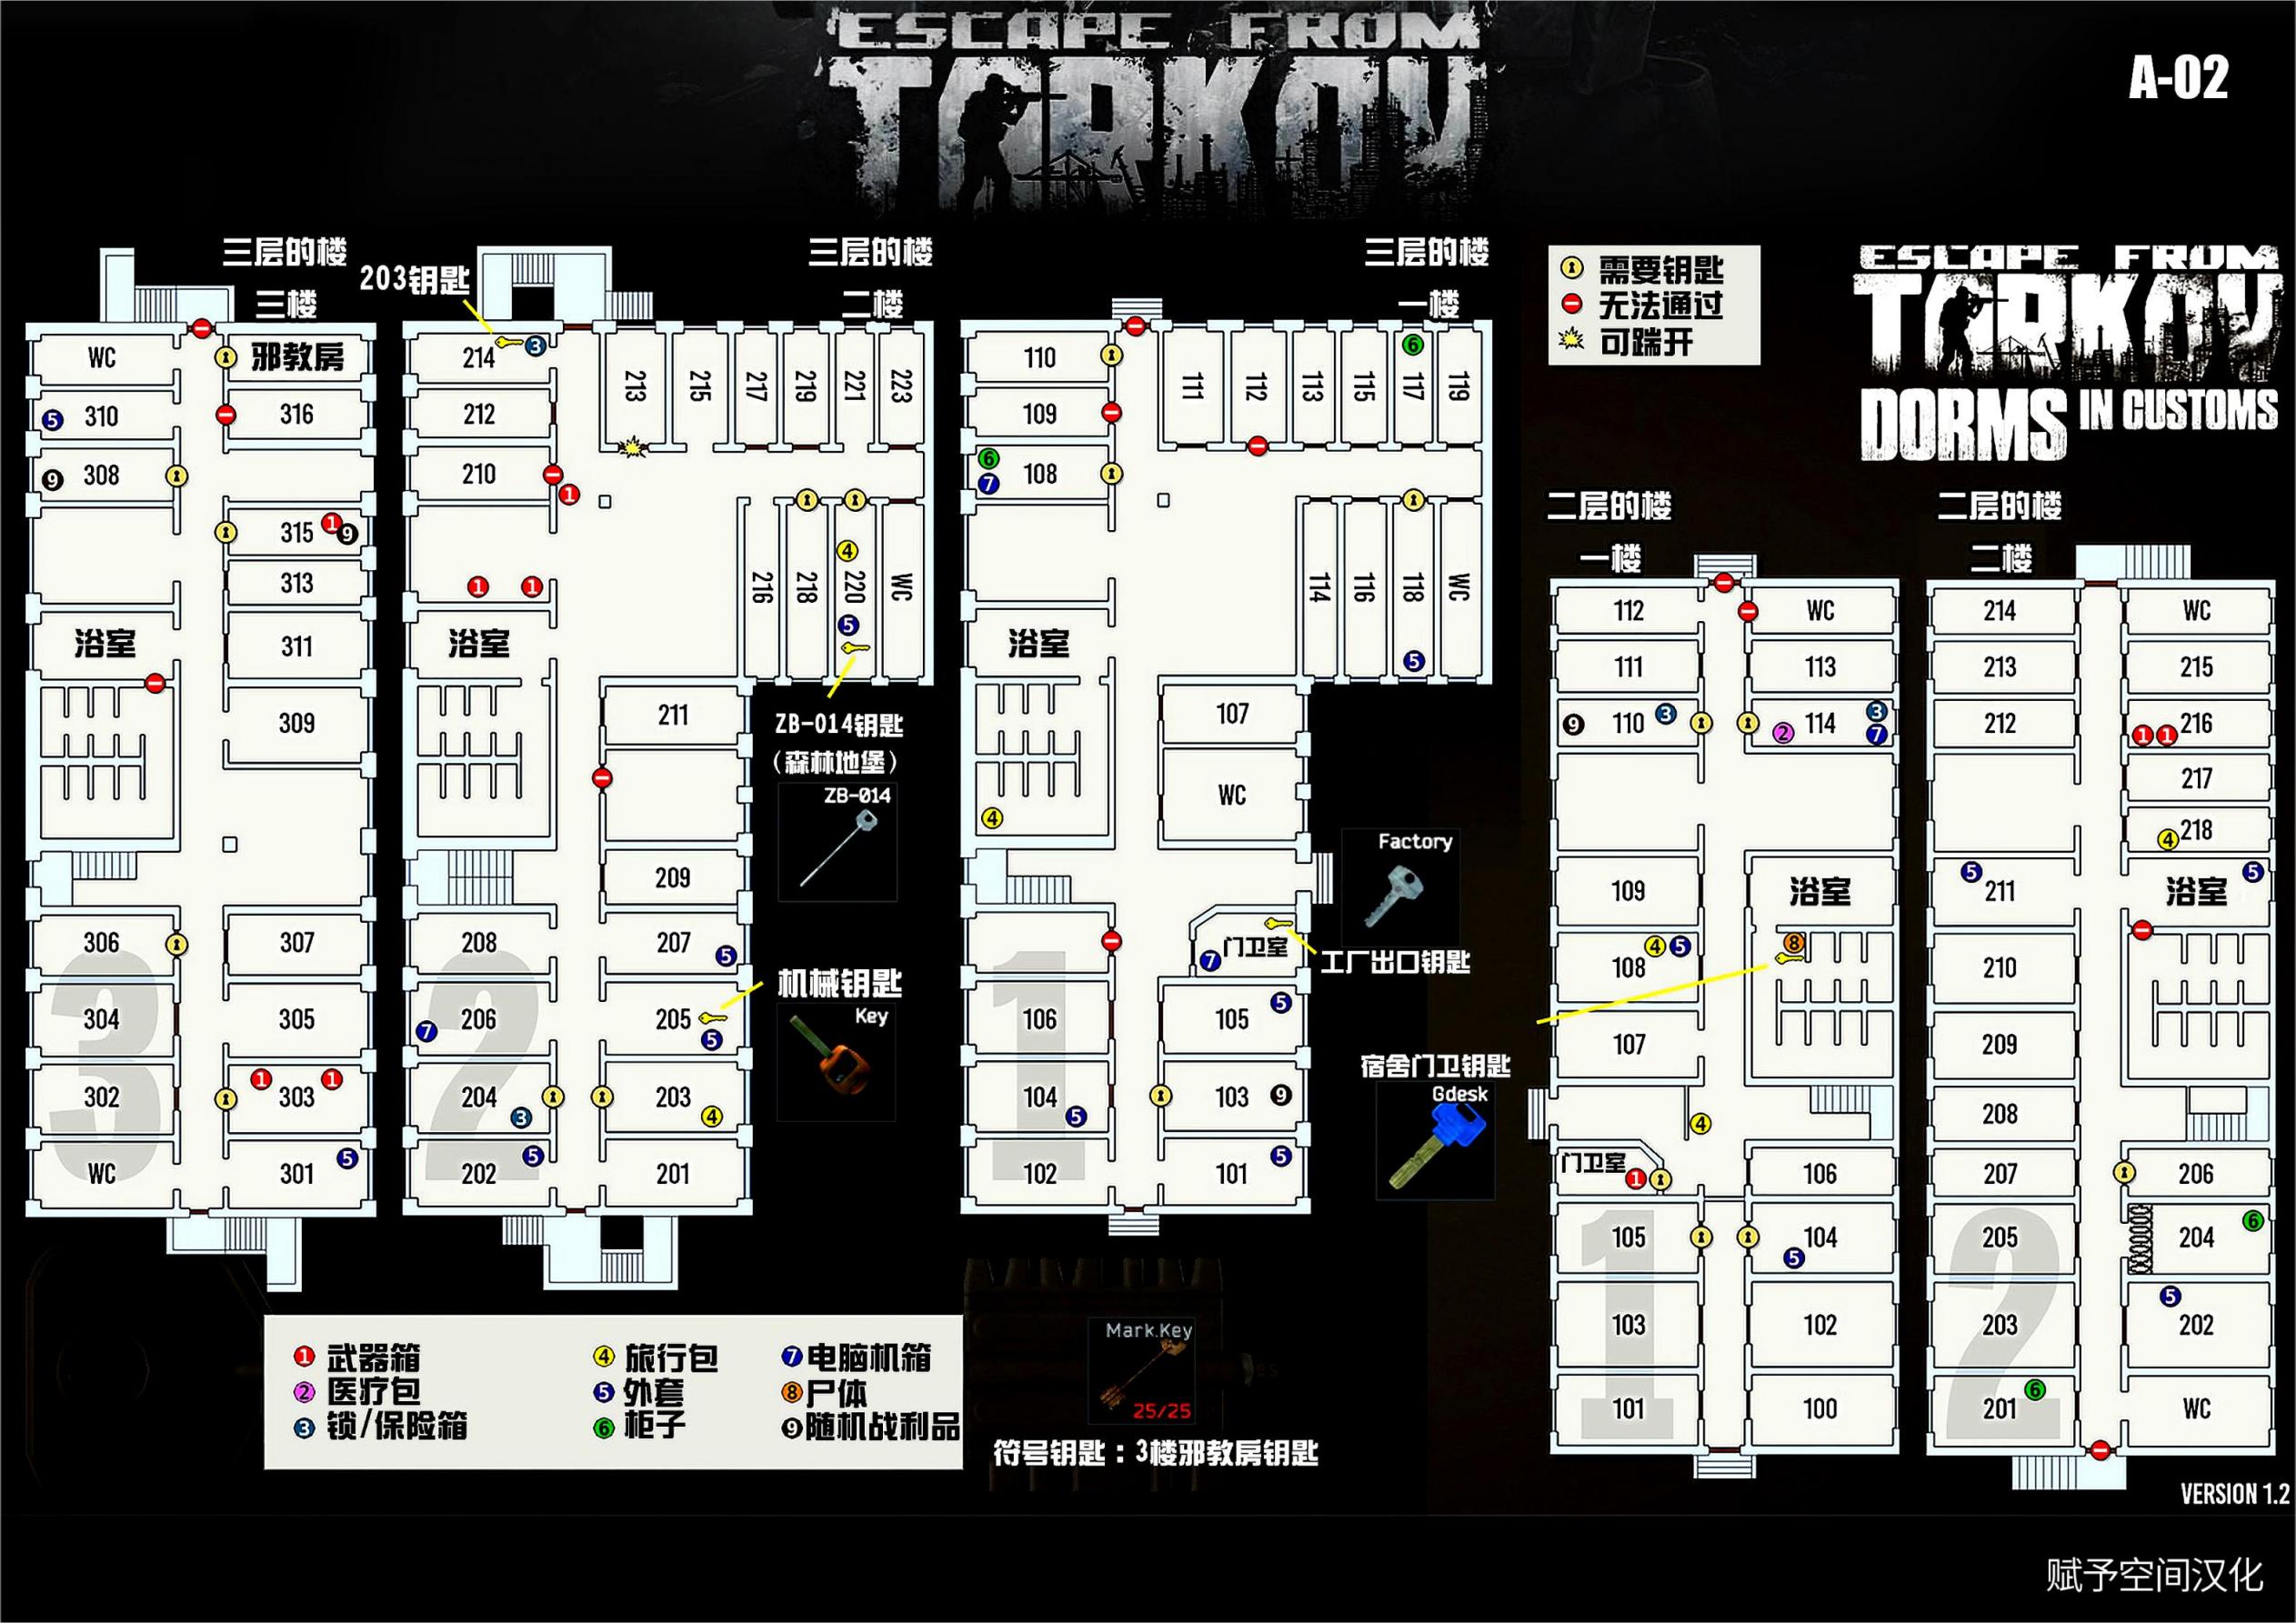 ESCAPE FROM
TARKOV
A-02
三层的楼
三楼
203钥匙
三层的楼
二楼
三层的楼
一楼
需要钥匙
无法通过
可踹开
ESCAPE FROM
TARKOV
DORMS IN CUSTOMS
WC
邪教房
310
5
316
308
9
315
1
9
313
浴室
311
309
306
307
304
305
302
303
1
1
WC
301
5
3
214
3
212
210
1
213
215
217
219
221
223
1
1
浴室
216
218
220
4
5
WC
211
209
208
207
5
206
7
205
5
204
3
203
4
202
5
201
2
ZB-014钥匙
(森林地堡)
ZB-014
机械钥匙
Key
110
109
108
6
7
111
112
113
115
117
6
119
浴室
114
116
118
5
WC
107
WC
4
门卫室
7
106
105
5
104
5
103
9
102
101
5
1
Factory
工厂出口钥匙
宿舍门卫钥匙
Gdesk
二层的楼
一楼
112
WC
111
113
110
9
3
114
2
3
7
109
浴室
108
4
5
8
107
4
门卫室
1
106
105
104
5
103
102
101
100
1
二层的楼
二楼
214
WC
213
215
212
216
1
1
217
218
4
211
5
浴室
5
210
209
208
207
206
205
204
6
203
202
5
201
6
WC
2
1 武器箱
2 医疗包
3 锁/保险箱
4 旅行包
5 外套
6 柜子
7 电脑机箱
8 尸体
9 随机战利品
Mark.Key
25/25
符号钥匙：3楼邪教房钥匙
VERSION 1.2
赋予空间汉化